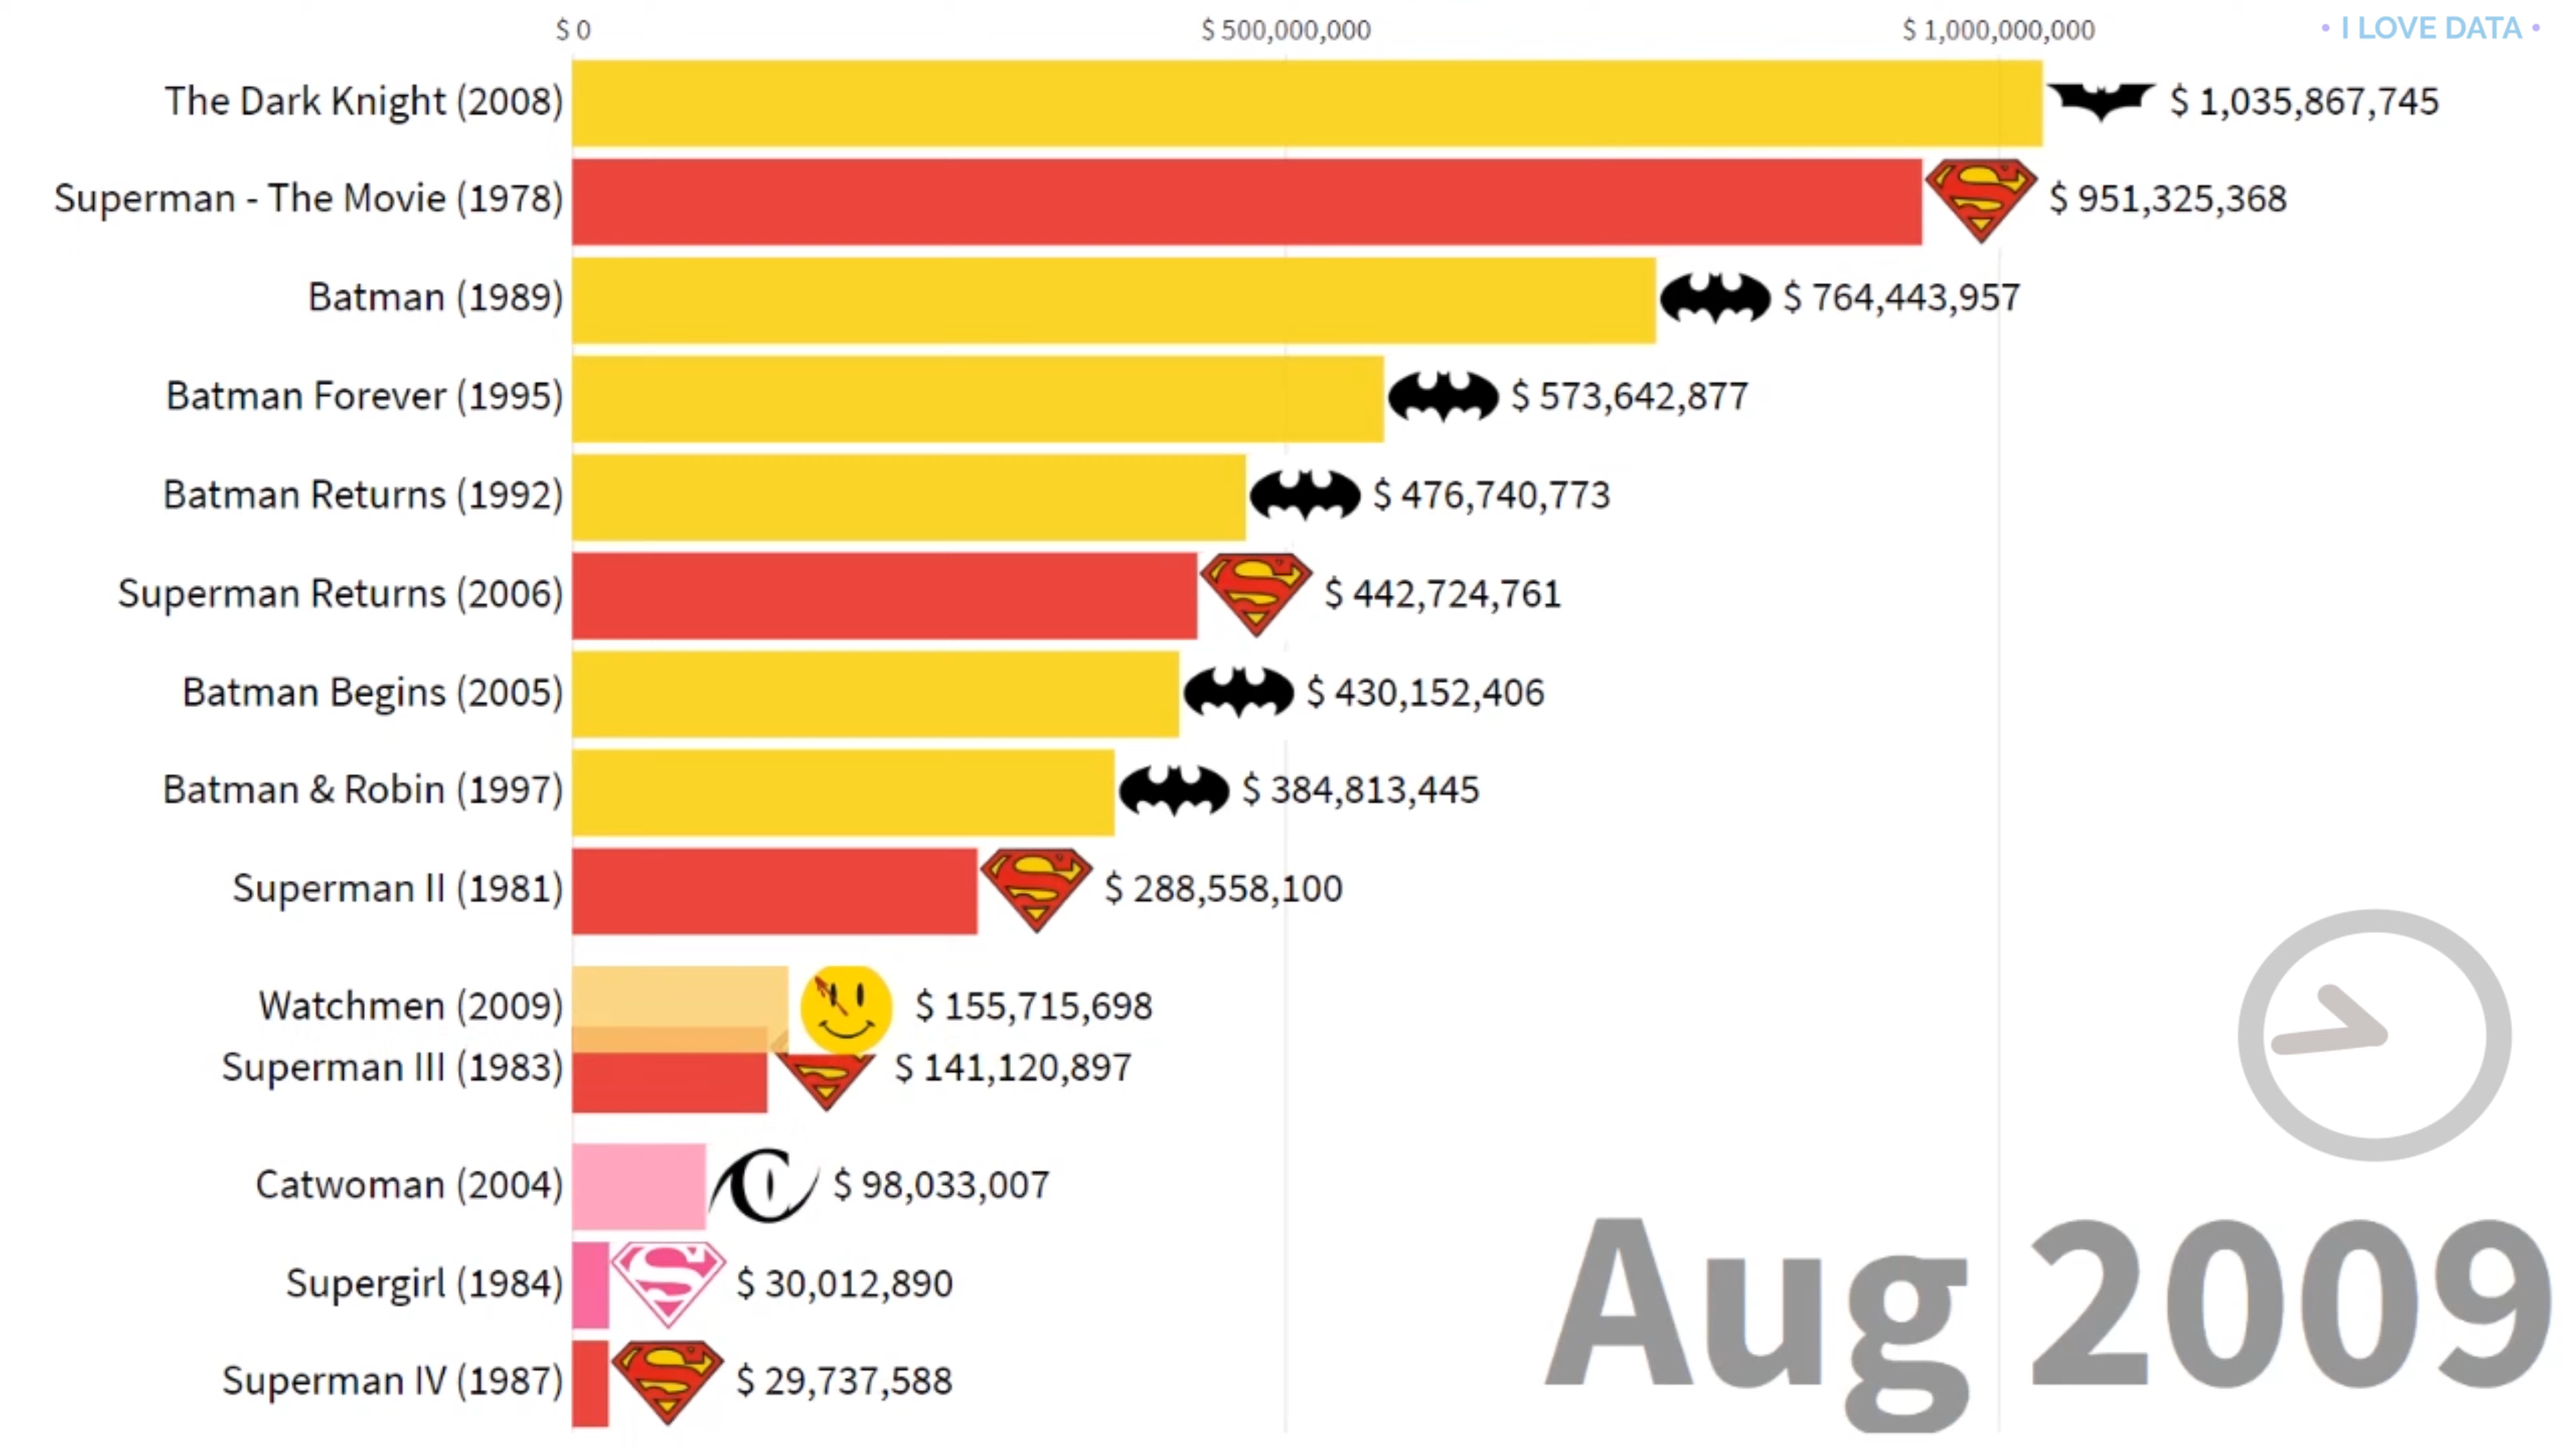 $ 0 $ 500,000,000 $ 1,000,000,000 • I LOVE DATA •
The Dark Knight (2008) $ 1,035,867,745
Superman - The Movie (1978) $ 951,325,368
Batman (1989) $ 764,443,957
Batman Forever (1995) $ 573,642,877
Batman Returns (1992) $ 476,740,773
Superman Returns (2006) $ 442,724,761
Batman Begins (2005) $ 430,152,406
Batman & Robin (1997) $ 384,813,445
Superman II (1981) $ 288,558,100
Watchmen (2009) $ 155,715,698
Superman III (1983) $ 141,120,897
Catwoman (2004) $ 98,033,007
Supergirl (1984) $ 30,012,890
Superman IV (1987) $ 29,737,588
Aug 2009